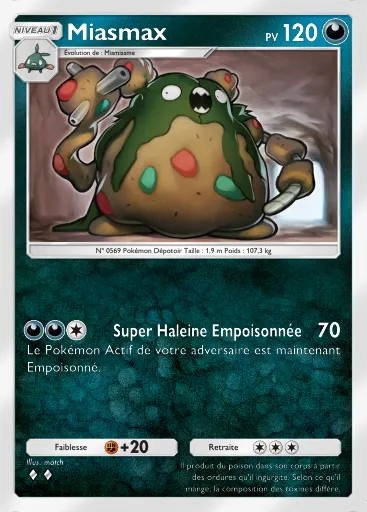 NIVEAU 1
Miasmax
PV 120
Évolution de : Miamiasme
N° 0569 Pokémon Dépotoir Taille : 1,9 m Poids : 107,3 kg
Super Haleine Empoisonnée 70
Le Pokémon Actif de votre adversaire est maintenant
Empoisonné.
Faiblesse +20
Retraite
Illus. match
Il produit du poison dans son corps à partir
des ordures qu'il ingurgite. Selon ce qu'il
mange, la composition des toxines diffère.